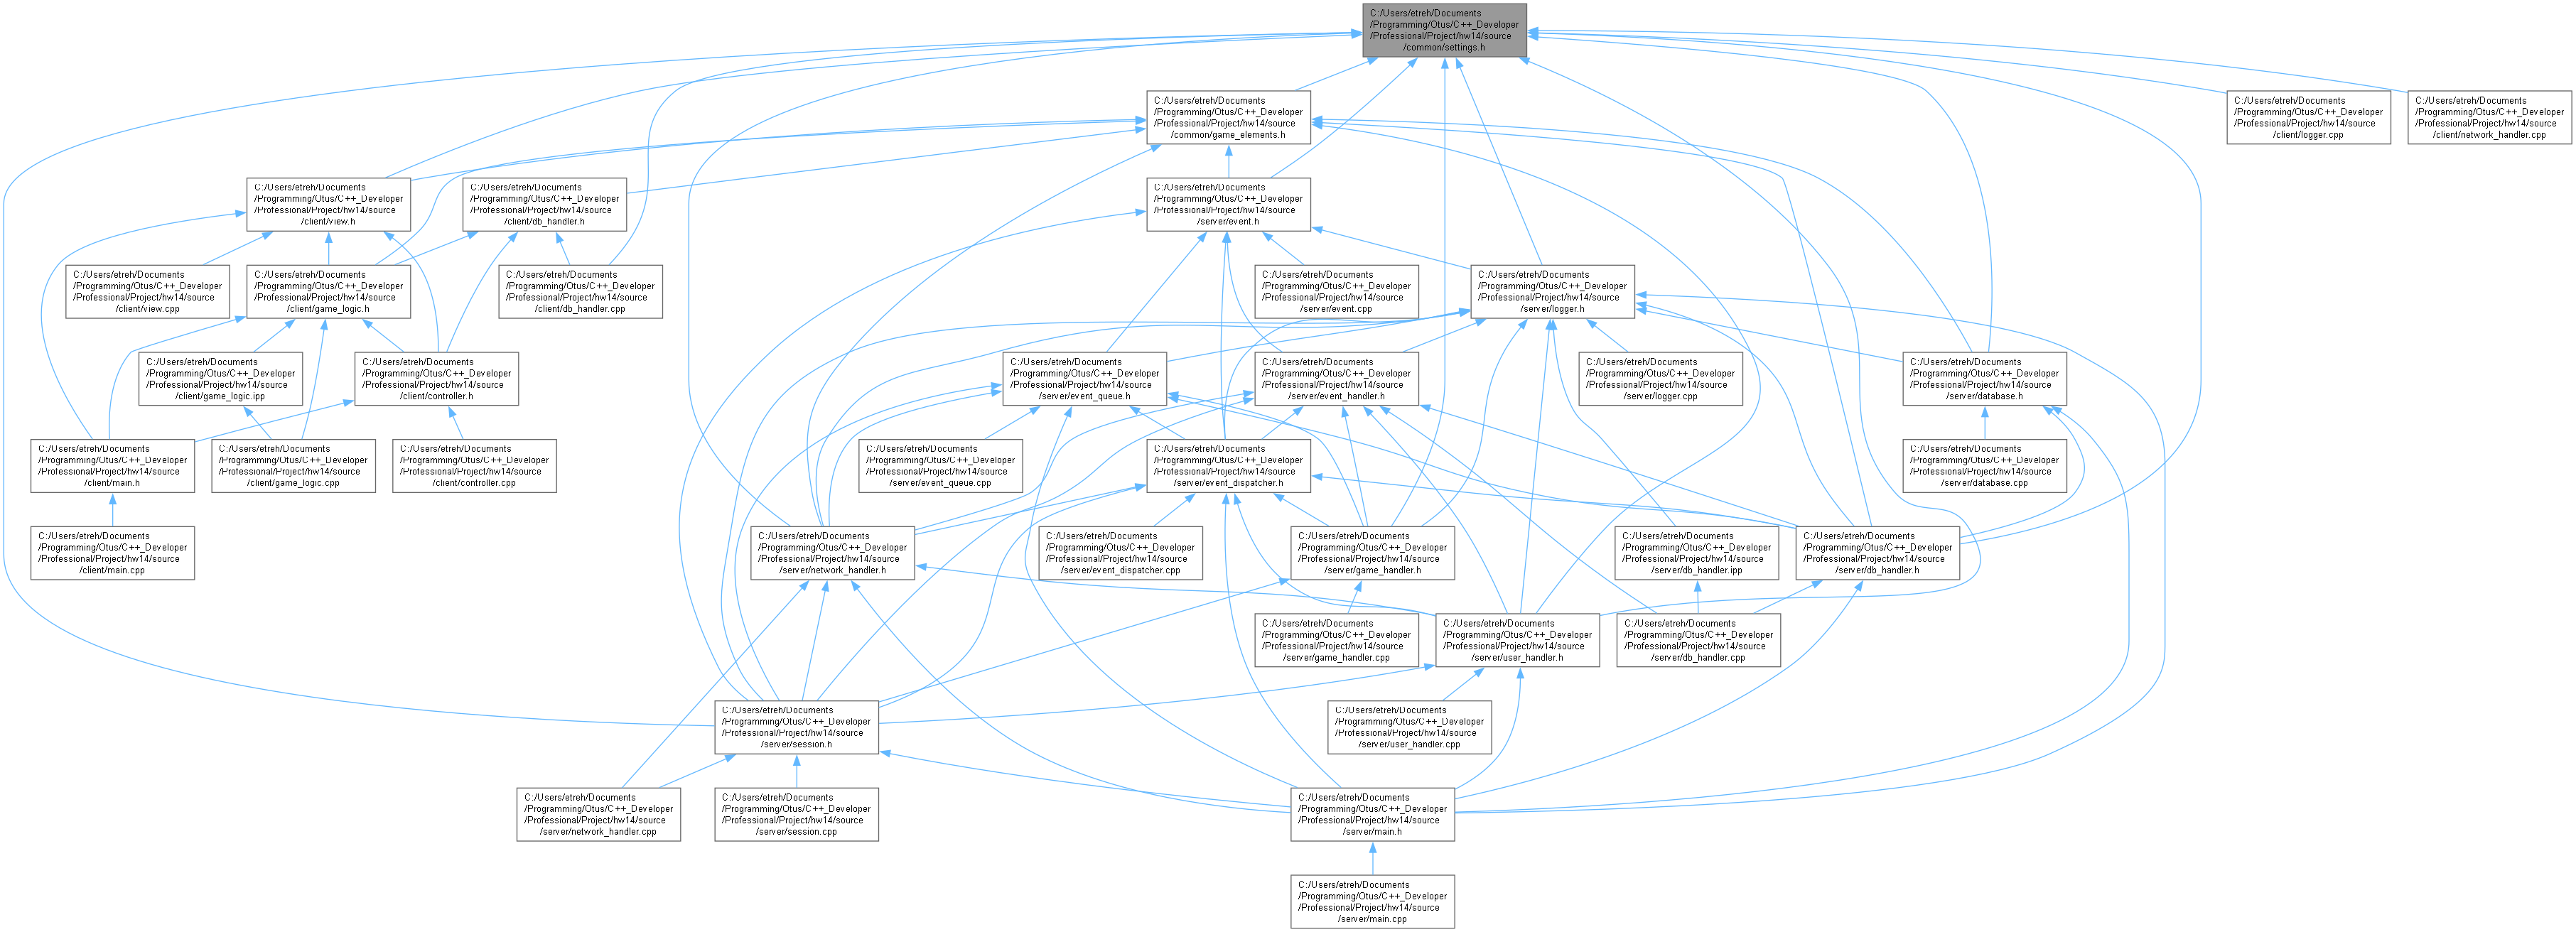 C:/Users/etreh/Documents
/Programming/Otus/C++_Developer
/Professional/Project/hw14/source
/common/settings.h
C:/Users/etreh/Documents
/Programming/Otus/C++_Developer
/Professional/Project/hw14/source
/common/game_elements.h
C:/Users/etreh/Documents
/Programming/Otus/C++_Developer
/Professional/Project/hw14/source
/client/logger.cpp
C:/Users/etreh/Documents
/Programming/Otus/C++_Developer
/Professional/Project/hw14/source
/client/network_handler.cpp
C:/Users/etreh/Documents
/Programming/Otus/C++_Developer
/Professional/Project/hw14/source
/client/view.h
C:/Users/etreh/Documents
/Programming/Otus/C++_Developer
/Professional/Project/hw14/source
/client/db_handler.h
C:/Users/etreh/Documents
/Programming/Otus/C++_Developer
/Professional/Project/hw14/source
/server/event.h
C:/Users/etreh/Documents
/Programming/Otus/C++_Developer
/Professional/Project/hw14/source
/client/view.cpp
C:/Users/etreh/Documents
/Programming/Otus/C++_Developer
/Professional/Project/hw14/source
/client/game_logic.h
C:/Users/etreh/Documents
/Programming/Otus/C++_Developer
/Professional/Project/hw14/source
/client/db_handler.cpp
C:/Users/etreh/Documents
/Programming/Otus/C++_Developer
/Professional/Project/hw14/source
/server/event.cpp
C:/Users/etreh/Documents
/Programming/Otus/C++_Developer
/Professional/Project/hw14/source
/server/logger.h
C:/Users/etreh/Documents
/Programming/Otus/C++_Developer
/Professional/Project/hw14/source
/client/game_logic.ipp
C:/Users/etreh/Documents
/Programming/Otus/C++_Developer
/Professional/Project/hw14/source
/client/controller.h
C:/Users/etreh/Documents
/Programming/Otus/C++_Developer
/Professional/Project/hw14/source
/server/event_queue.h
C:/Users/etreh/Documents
/Programming/Otus/C++_Developer
/Professional/Project/hw14/source
/server/event_handler.h
C:/Users/etreh/Documents
/Programming/Otus/C++_Developer
/Professional/Project/hw14/source
/server/logger.cpp
C:/Users/etreh/Documents
/Programming/Otus/C++_Developer
/Professional/Project/hw14/source
/server/database.h
C:/Users/etreh/Documents
/Programming/Otus/C++_Developer
/Professional/Project/hw14/source
/client/main.h
C:/Users/etreh/Documents
/Programming/Otus/C++_Developer
/Professional/Project/hw14/source
/client/game_logic.cpp
C:/Users/etreh/Documents
/Programming/Otus/C++_Developer
/Professional/Project/hw14/source
/client/controller.cpp
C:/Users/etreh/Documents
/Programming/Otus/C++_Developer
/Professional/Project/hw14/source
/server/event_queue.cpp
C:/Users/etreh/Documents
/Programming/Otus/C++_Developer
/Professional/Project/hw14/source
/server/event_dispatcher.h
C:/Users/etreh/Documents
/Programming/Otus/C++_Developer
/Professional/Project/hw14/source
/server/database.cpp
C:/Users/etreh/Documents
/Programming/Otus/C++_Developer
/Professional/Project/hw14/source
/client/main.cpp
C:/Users/etreh/Documents
/Programming/Otus/C++_Developer
/Professional/Project/hw14/source
/server/network_handler.h
C:/Users/etreh/Documents
/Programming/Otus/C++_Developer
/Professional/Project/hw14/source
/server/event_dispatcher.cpp
C:/Users/etreh/Documents
/Programming/Otus/C++_Developer
/Professional/Project/hw14/source
/server/game_handler.h
C:/Users/etreh/Documents
/Programming/Otus/C++_Developer
/Professional/Project/hw14/source
/server/db_handler.ipp
C:/Users/etreh/Documents
/Programming/Otus/C++_Developer
/Professional/Project/hw14/source
/server/db_handler.h
C:/Users/etreh/Documents
/Programming/Otus/C++_Developer
/Professional/Project/hw14/source
/server/game_handler.cpp
C:/Users/etreh/Documents
/Programming/Otus/C++_Developer
/Professional/Project/hw14/source
/server/user_handler.h
C:/Users/etreh/Documents
/Programming/Otus/C++_Developer
/Professional/Project/hw14/source
/server/db_handler.cpp
C:/Users/etreh/Documents
/Programming/Otus/C++_Developer
/Professional/Project/hw14/source
/server/session.h
C:/Users/etreh/Documents
/Programming/Otus/C++_Developer
/Professional/Project/hw14/source
/server/user_handler.cpp
C:/Users/etreh/Documents
/Programming/Otus/C++_Developer
/Professional/Project/hw14/source
/server/network_handler.cpp
C:/Users/etreh/Documents
/Programming/Otus/C++_Developer
/Professional/Project/hw14/source
/server/session.cpp
C:/Users/etreh/Documents
/Programming/Otus/C++_Developer
/Professional/Project/hw14/source
/server/main.h
C:/Users/etreh/Documents
/Programming/Otus/C++_Developer
/Professional/Project/hw14/source
/server/main.cpp